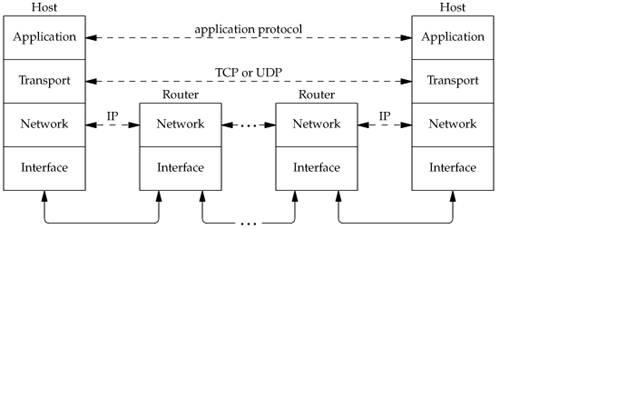 Host Host
Application application protocol Application
Transport TCP or UDP Transport
Router Router
Network IP Network ... Network IP Network
Interface Interface Interface Interface
...